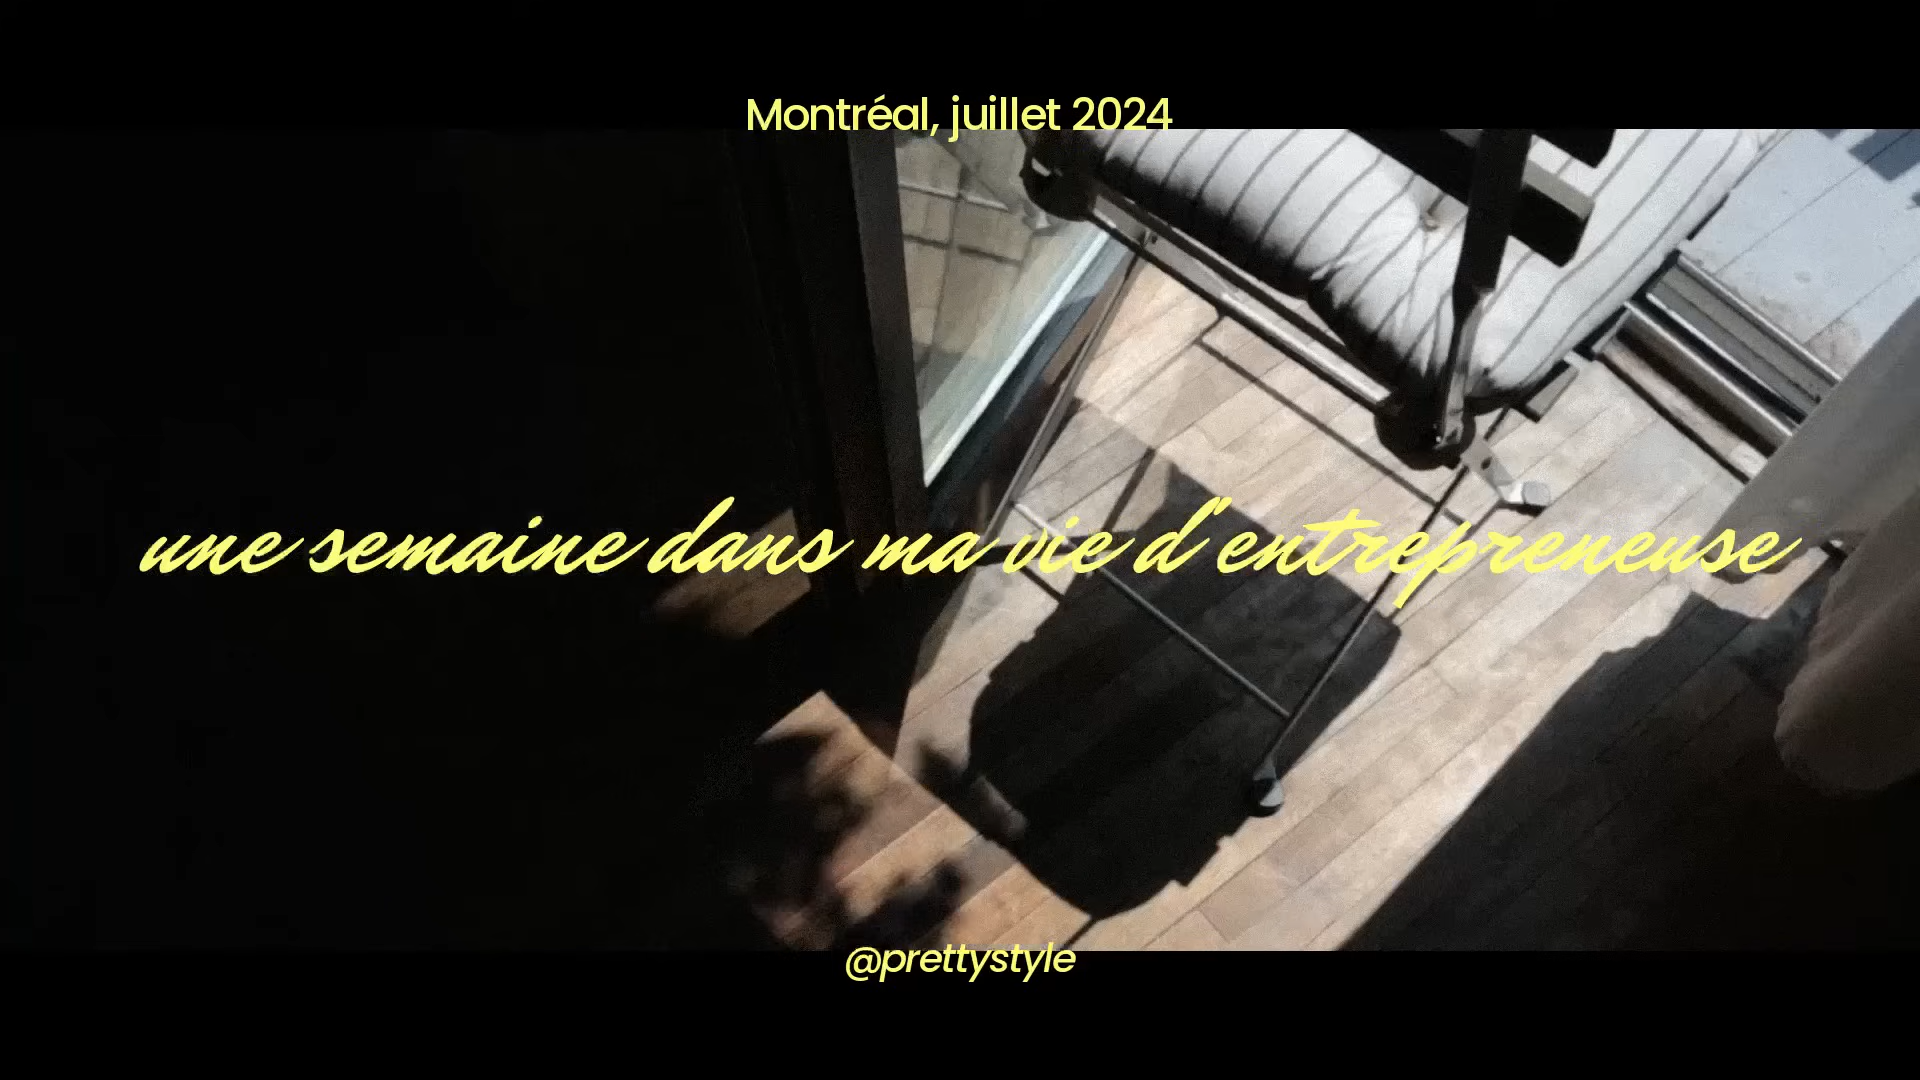 Montréal, juillet 2024
une semaine dans ma vie d'entrepreneuse
@prettystyle